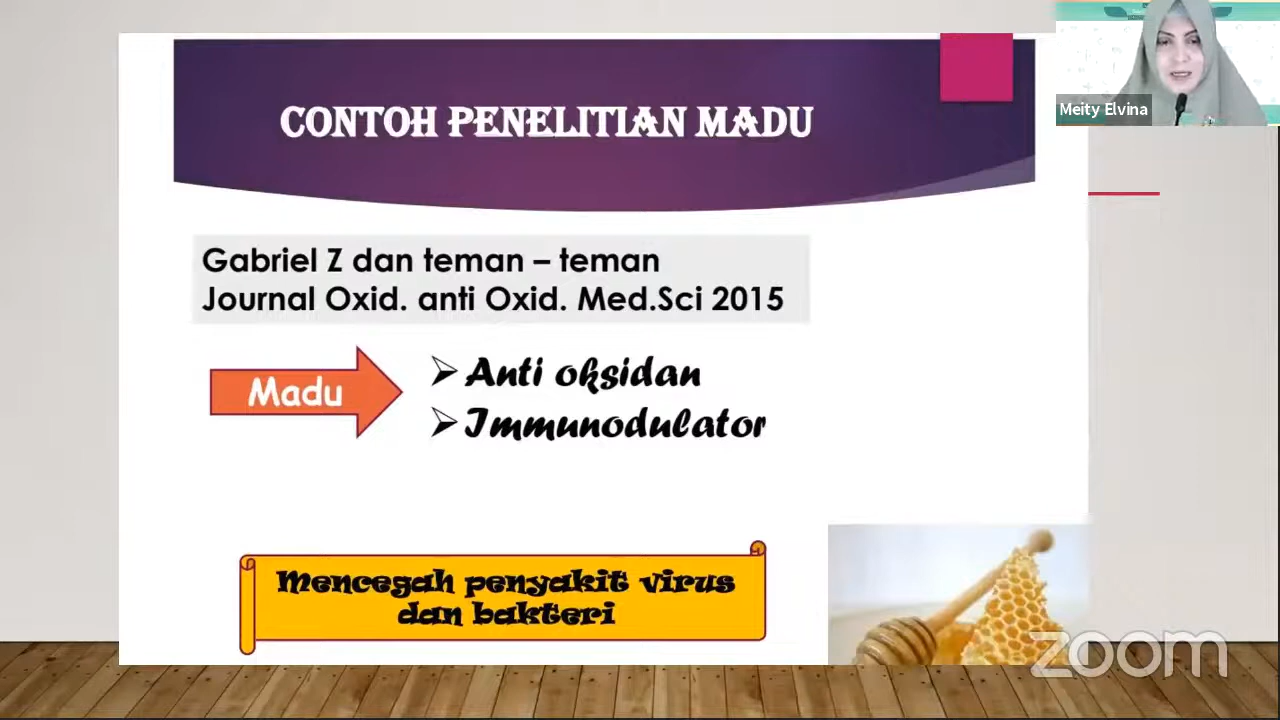 CONTOH PENELITIAN MADU
Meity Elvina
Gabriel Z dan teman – teman
Journal Oxid. anti Oxid. Med.Sci 2015
Madu
Anti oksidan
Immunodulator
Mencegah penyakit virus
dan bakteri
zoom